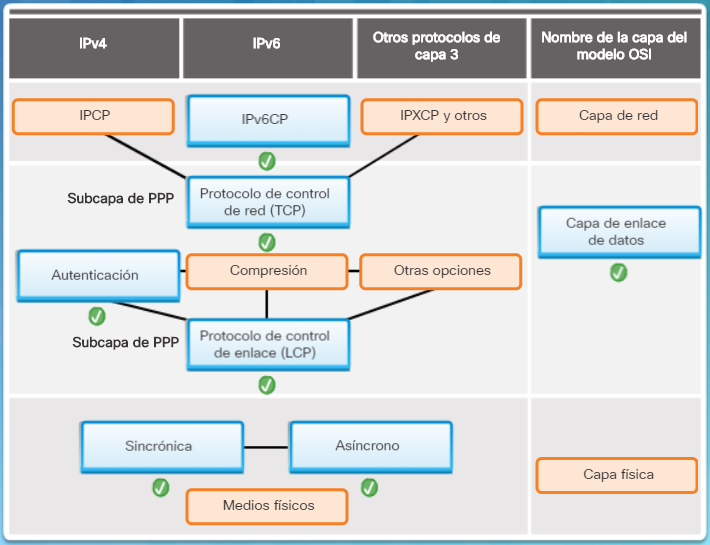 IPv4
IPv6
Otros protocolos de
capa 3
Nombre de la capa del
modelo OSI
IPCP
IPv6CP
IPXCP y otros
Capa de red
Subcapa de PPP
Protocolo de control
de red (TCP)
Capa de enlace
de datos
Autenticación
Compresión
Otras opciones
Subcapa de PPP
Protocolo de control
de enlace (LCP)
Sincrónica
Asíncrono
Capa física
Medios físicos